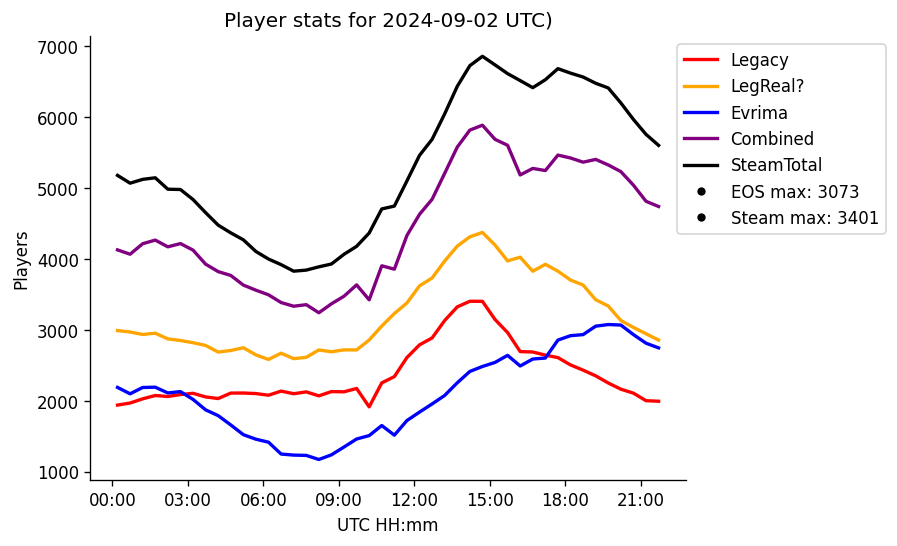 Player stats for 2024-09-02 UTC)
7000
6000
5000
4000
3000
2000
1000
Players
00:00 03:00 06:00 09:00 12:00 15:00 18:00 21:00
UTC HH:mm
Legacy
LegReal?
Evrima
Combined
SteamTotal
EOS max: 3073
Steam max: 3401